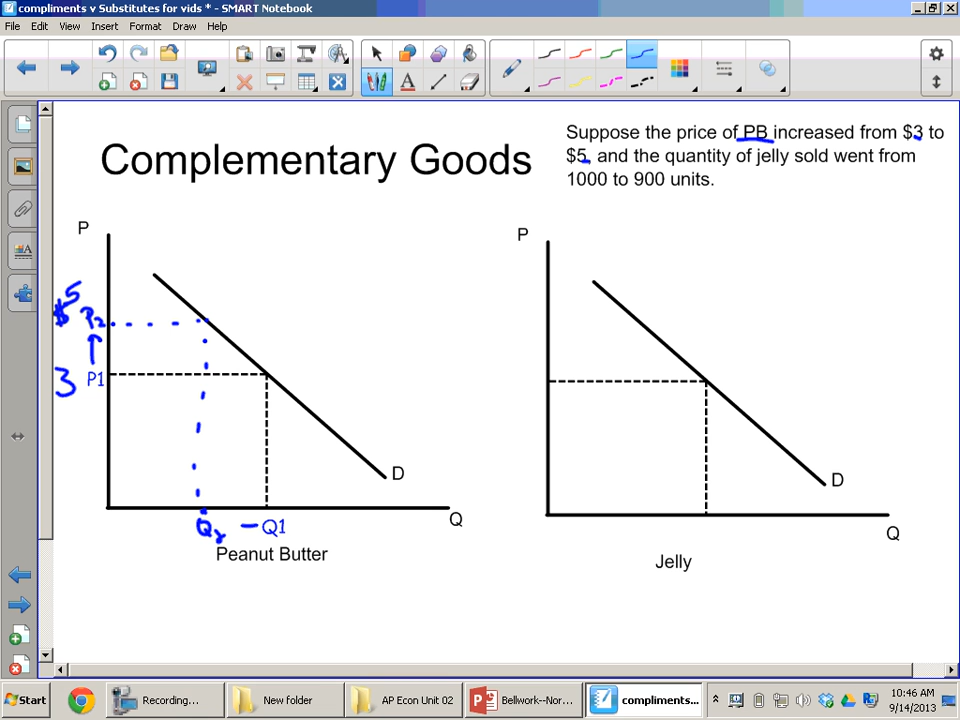 compliments v Substitutes for vids * - SMART Notebook
File Edit View Insert Format Draw Help
Complementary Goods
Suppose the price of PB increased from $3 to
$5, and the quantity of jelly sold went from
1000 to 900 units.
P
P
$5 P2
3 P1
D
D
Q
Q
Q2 Q1
Peanut Butter
Jelly
Start
Recording...
New folder
AP Econ Unit 02
Bellwork--Nor...
compliments...
10:46 AM
9/14/2013